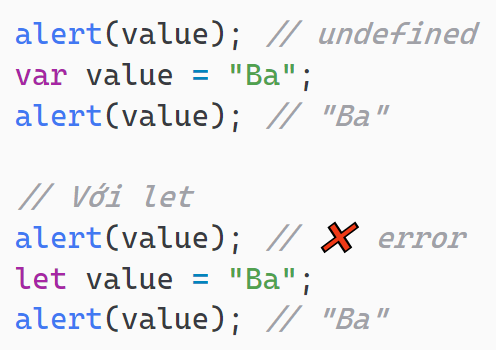 alert(value); // undefined
var value = "Ba";
alert(value); // "Ba"
// Với let
alert(value); // ❌ error
let value = "Ba";
alert(value); // "Ba"